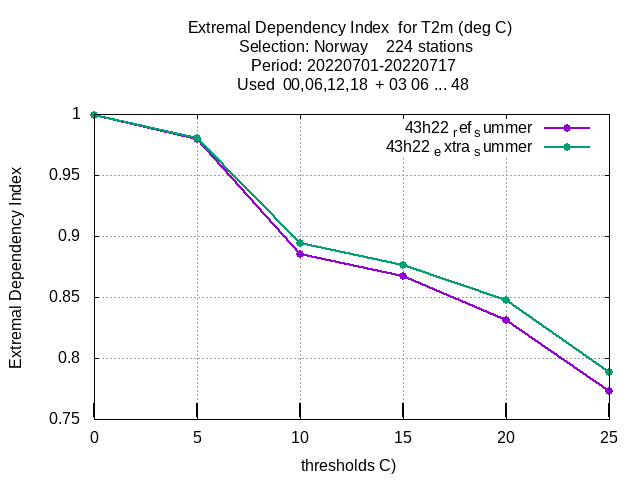 Extremal Dependency Index for T2m (deg C)
Selection: Norway 224 stations
Period: 20220701-20220717
Used 00,06,12,18 + 03 06 ... 48
43h22 ref summer
43h22 extra summer
Extremal Dependency Index
1
0.95
0.9
0.85
0.8
0.75
0 5 10 15 20 25
thresholds C)